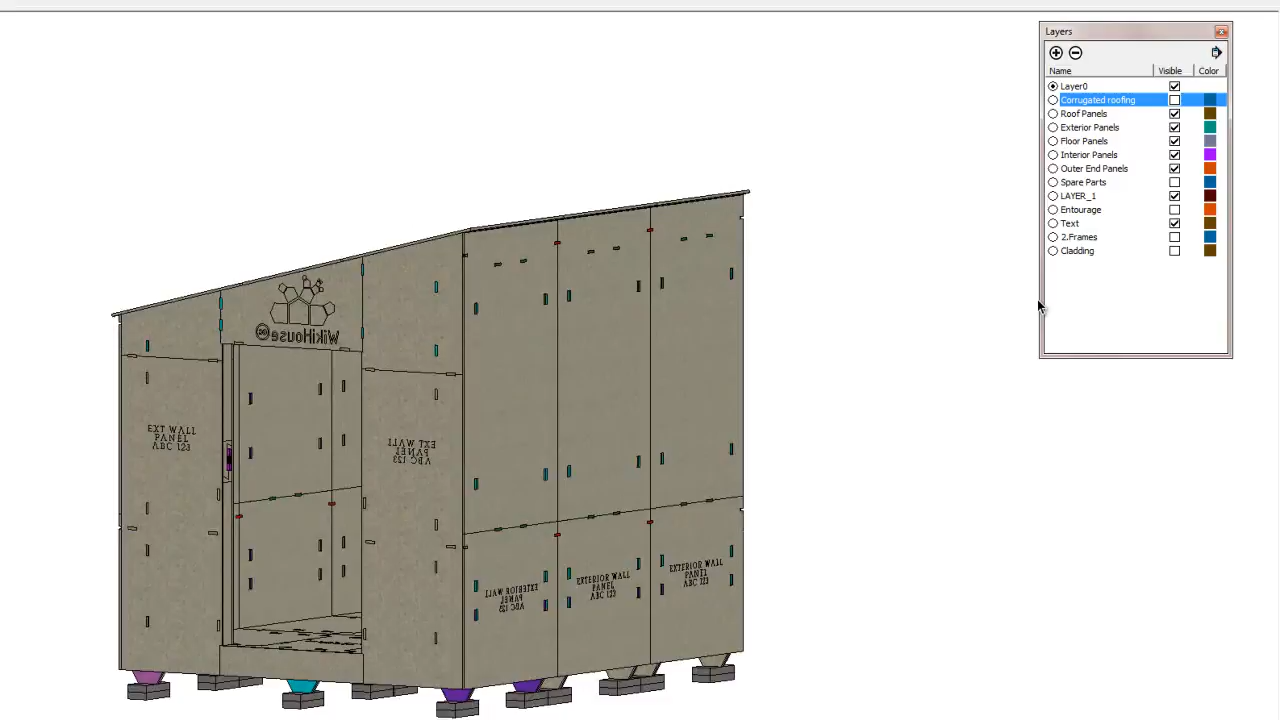 Layers
Name Visible Color
Layer0
Corrugated roofing
Roof Panels
Exterior Panels
Floor Panels
Interior Panels
Outer End Panels
Spare Parts
LAYER_1
Entourage
Text
2.Frames
Cladding
WikiHouse
cc
EXT WALL
PANEL
ABC 123
EXT WALL
PANEL
ABC 123
EXTERIOR WALL
PANEL
ABC 123
EXTERIOR WALL
PANEL
ABC 123
EXTERIOR WALL
PANEL
ABC 123